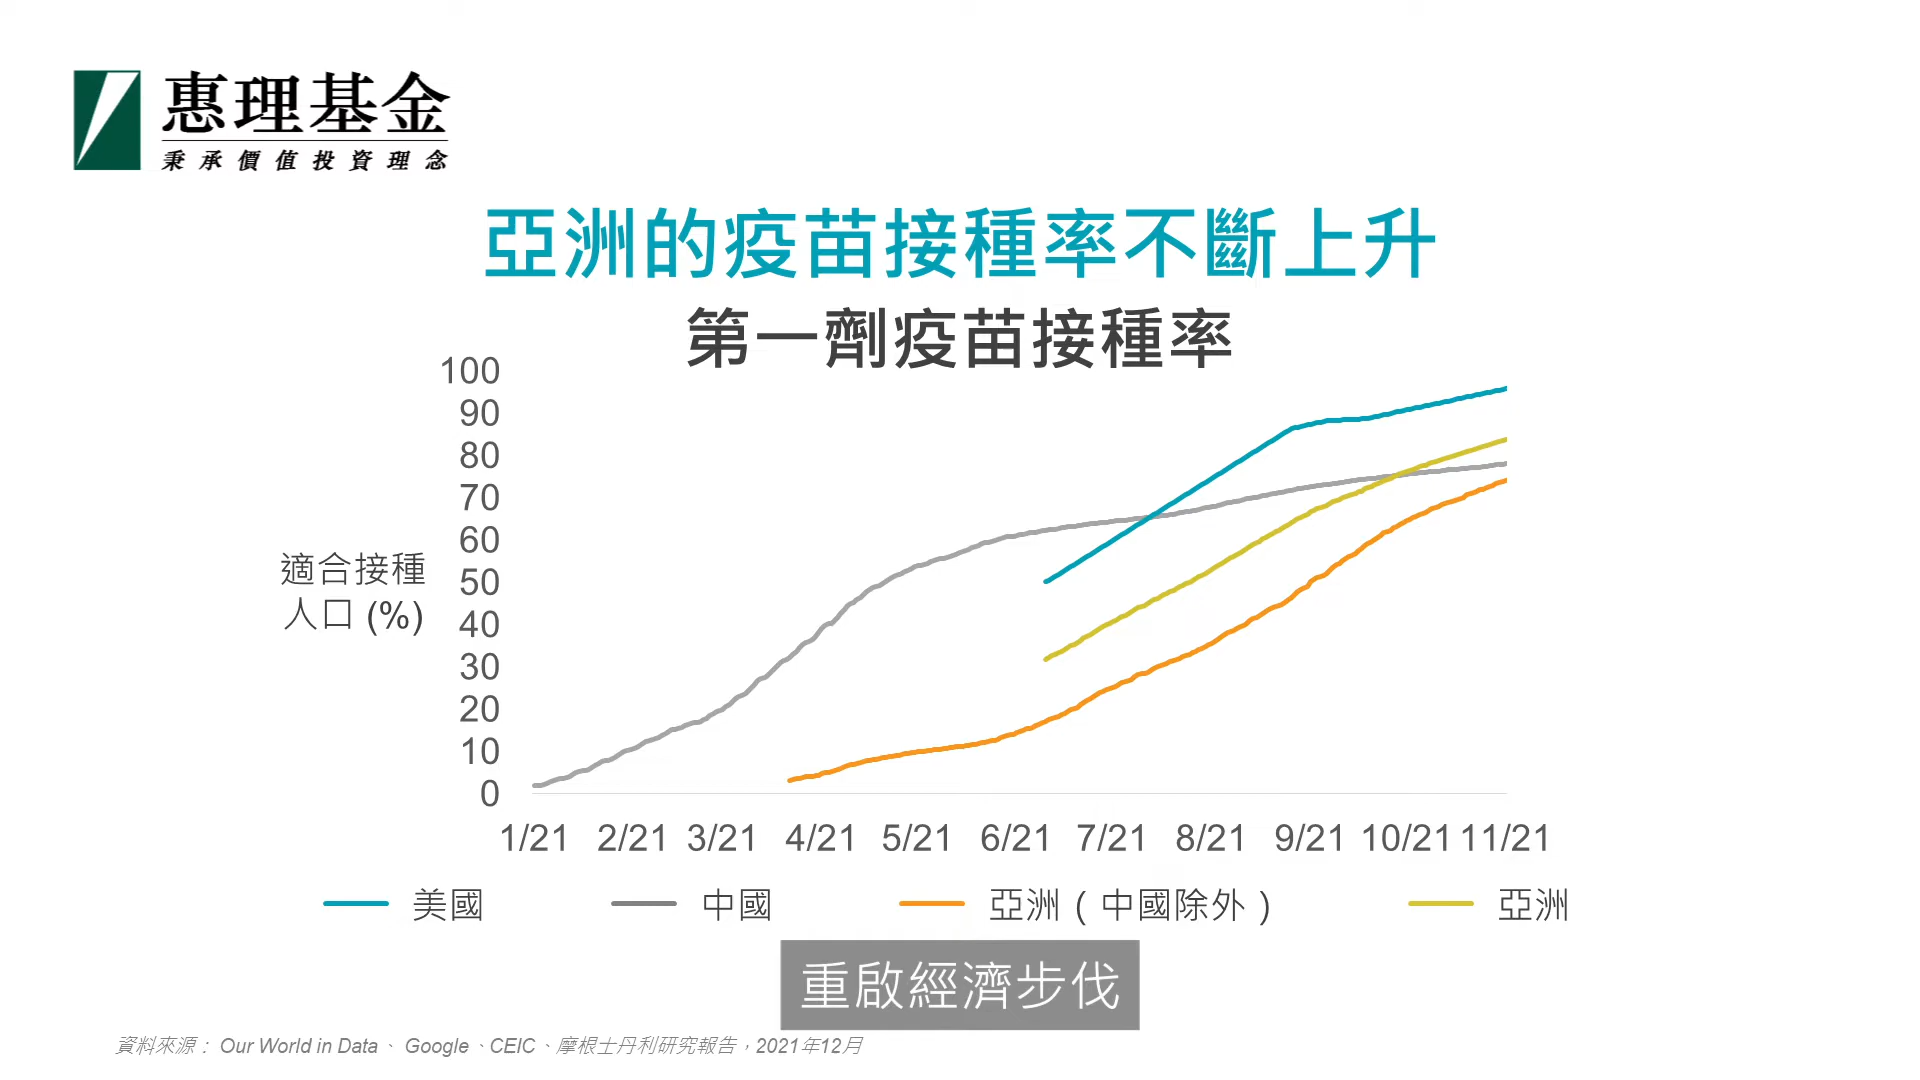 惠理基金
秉承價值投資理念
亞洲的疫苗接種率不斷上升
第一劑疫苗接種率
100
90
80
70
60
50
40
30
20
10
0
適合接種
人口 (%)
1/21 2/21 3/21 4/21 5/21 6/21 7/21 8/21 9/21 10/21 11/21
美國 中國 亞洲（中國除外） 亞洲
重啟經濟步伐
資料來源： Our World in Data、 Google、CEIC、摩根士丹利研究報告，2021年12月